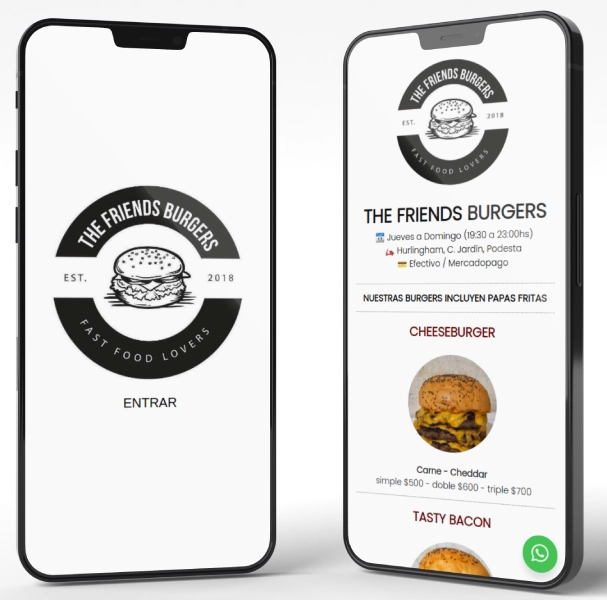 THE FRIENDS BURGERS
EST. 2018
FAST FOOD LOVERS
ENTRAR
THE FRIENDS BURGERS
EST. 2018
FAST FOOD LOVERS
THE FRIENDS BURGERS
Jueves a Domingo (19:30 a 23:00hs)
Hurlingham, C. Jardín, Podesta
Efectivo / Mercadopago
NUESTRAS BURGERS INCLUYEN PAPAS FRITAS
CHEESEBURGER
Carne - Cheddar
simple $500 - doble $600 - triple $700
TASTY BACON